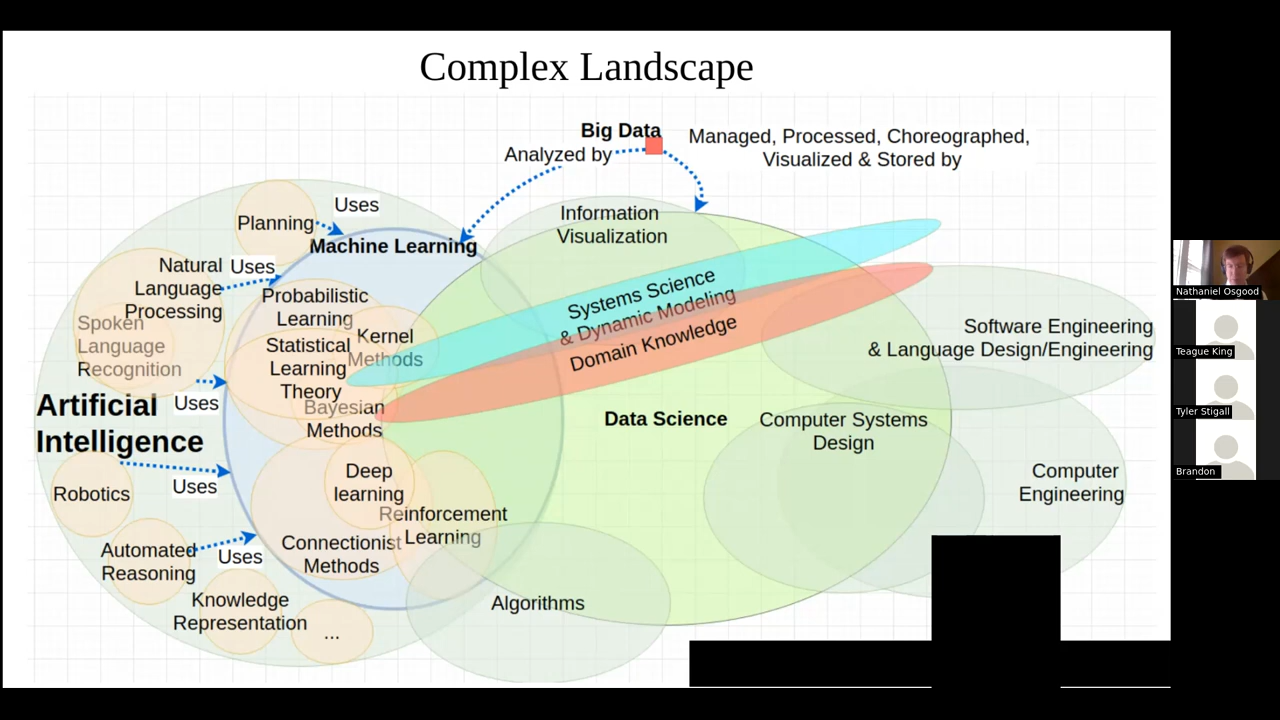 Complex Landscape
Big Data
Analyzed by
Managed, Processed, Choreographed,
Visualized & Stored by
Planning
Uses
Machine Learning
Information
Visualization
Natural
Language
Processing
Uses
Spoken
Language
Recognition
Uses
Probabilistic
Learning
Kernel
Methods
Statistical
Learning
Theory
Bayesian
Methods
Systems Science
& Dynamic Modeling
Domain Knowledge
Software Engineering
& Language Design/Engineering
Artificial
Intelligence
Data Science
Computer Systems
Design
Computer
Engineering
Robotics
Uses
Deep
learning
Reinforcement
Learning
Connectionist
Methods
Automated
Reasoning
Uses
Knowledge
Representation
...
Algorithms
Nathaniel Osgood
Teague King
Tyler Stigall
Brandon